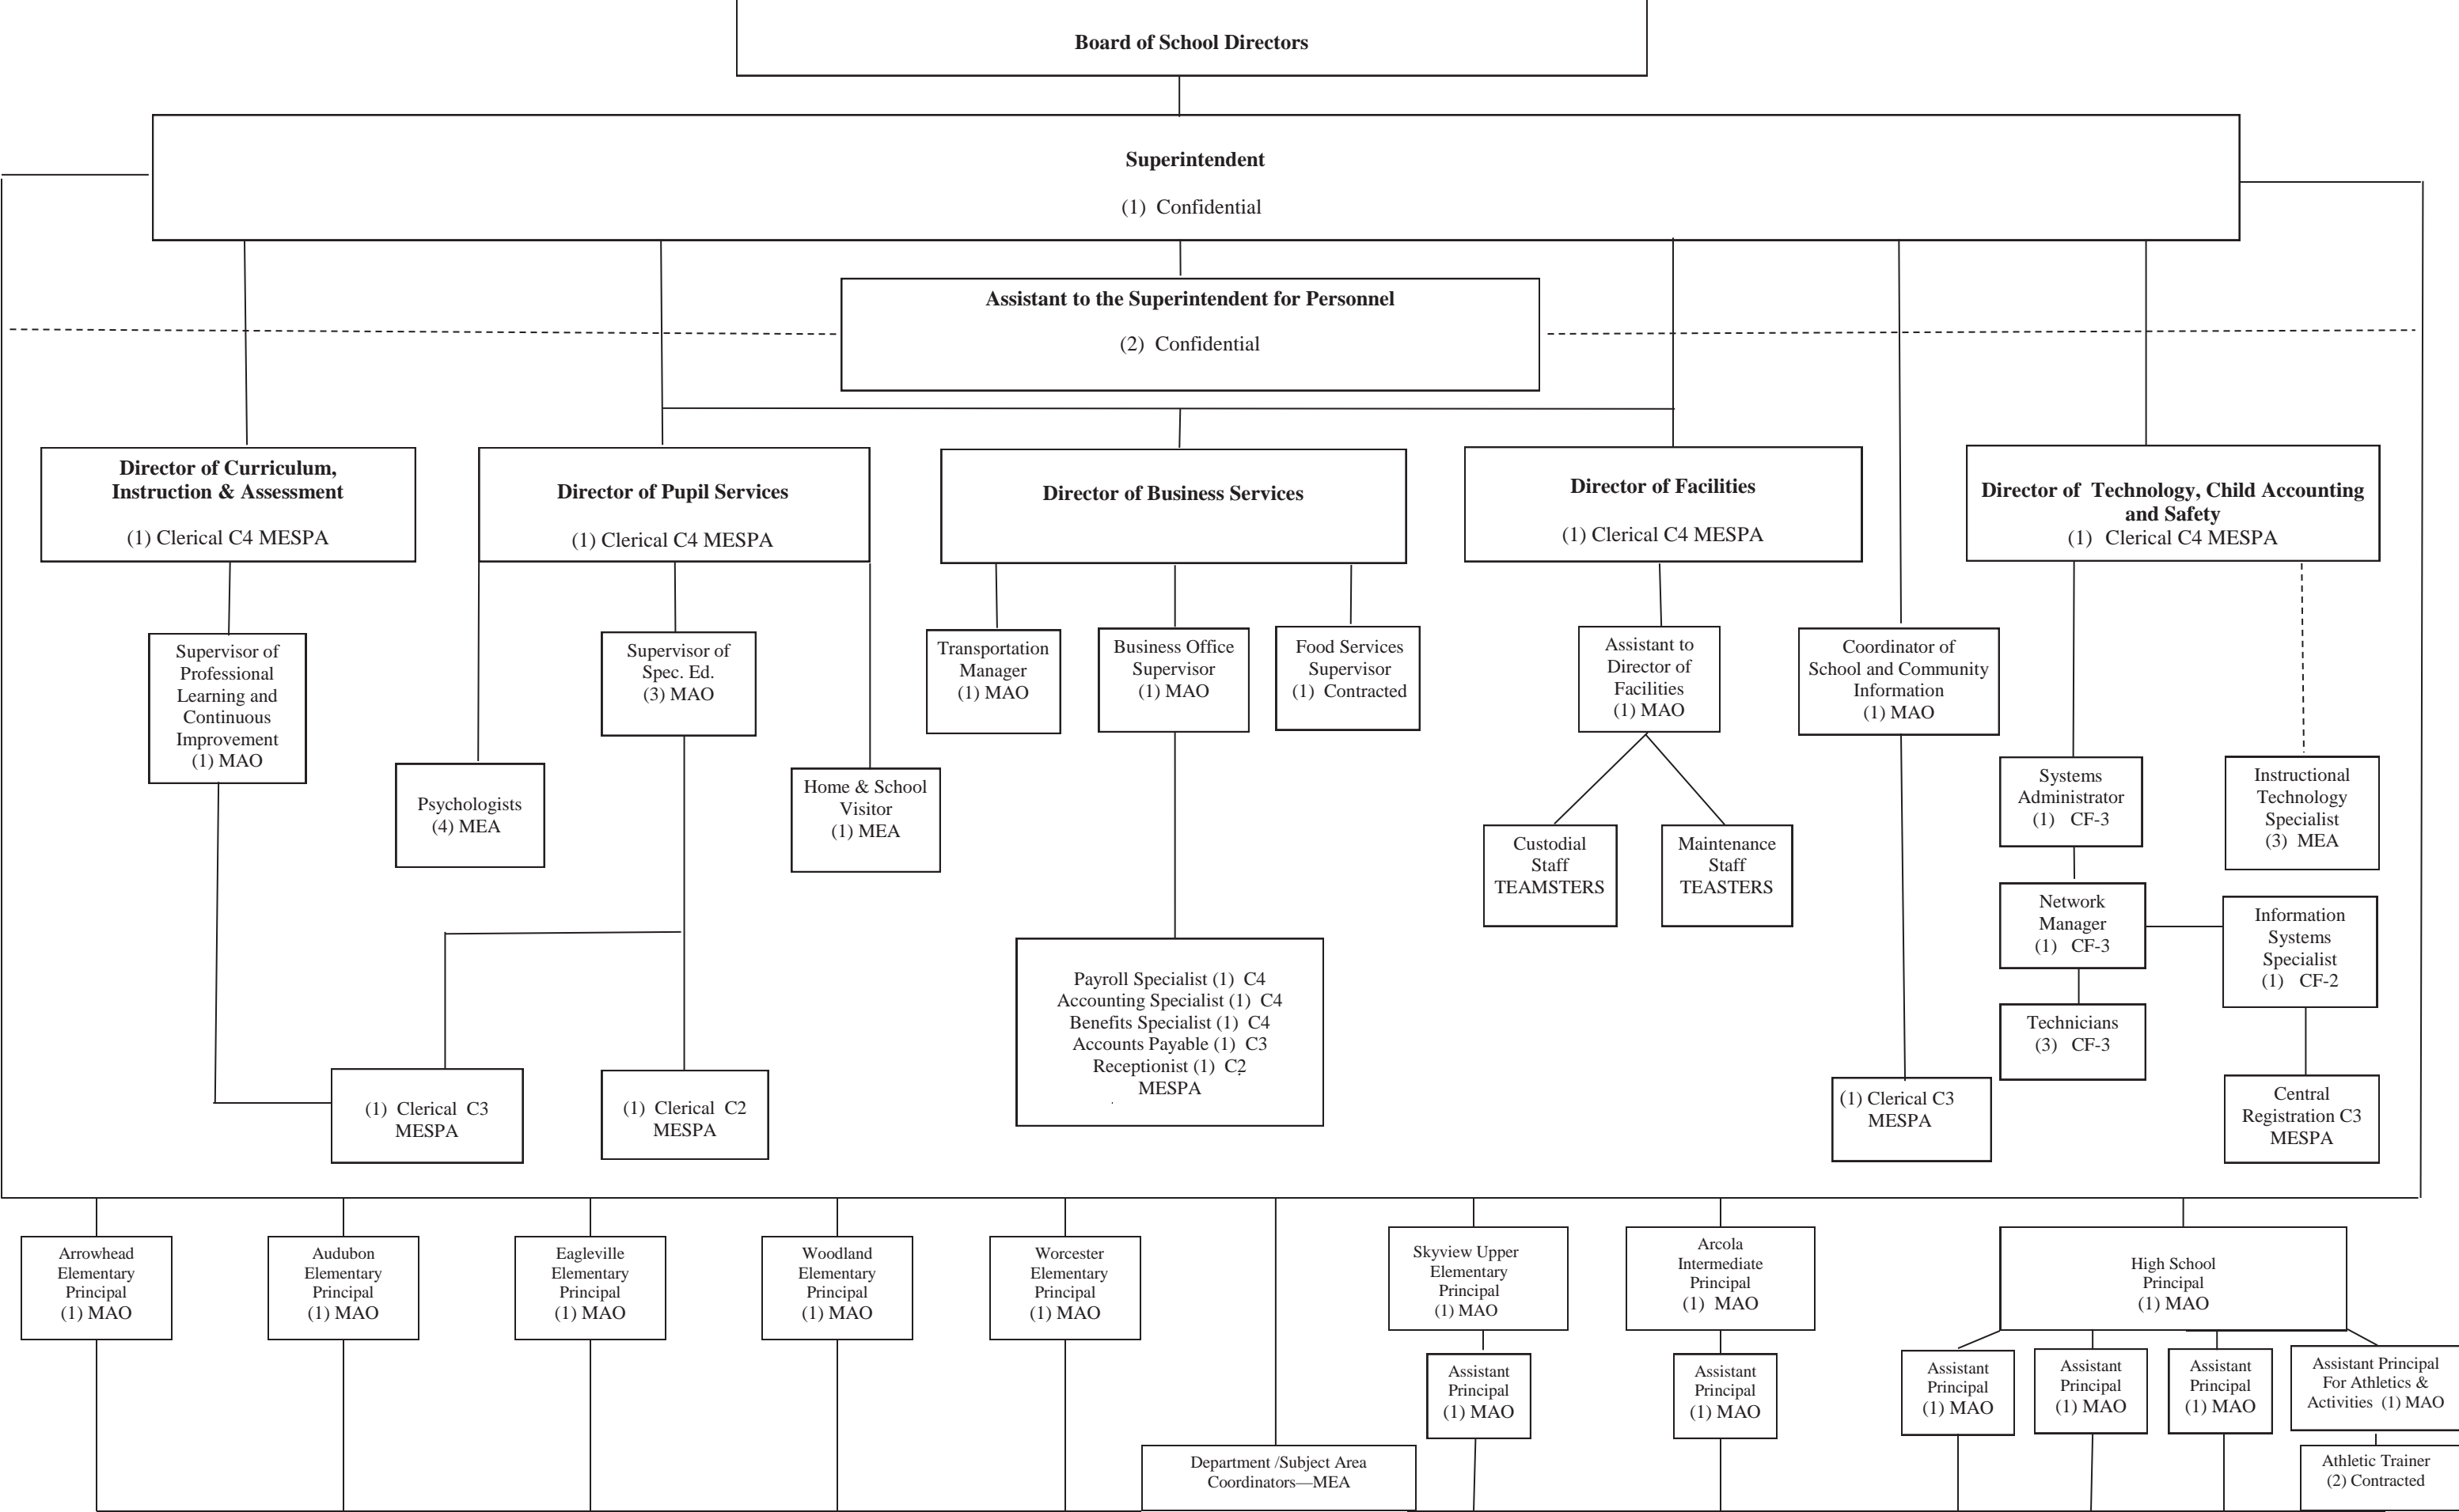 Board of School Directors
Superintendent
(1) Confidential
Assistant to the Superintendent for Personnel
(2) Confidential
Director of Curriculum,
Instruction & Assessment
(1) Clerical C4 MESPA
Director of Pupil Services
(1) Clerical C4 MESPA
Director of Business Services
Director of Facilities
(1) Clerical C4 MESPA
Director of Technology, Child Accounting
and Safety
(1) Clerical C4 MESPA
Supervisor of
Professional
Learning and
Continuous
Improvement
(1) MAO
Supervisor of
Spec. Ed.
(3) MAO
Transportation
Manager
(1) MAO
Business Office
Supervisor
(1) MAO
Food Services
Supervisor
(1) Contracted
Assistant to
Director of
Facilities
(1) MAO
Coordinator of
School and Community
Information
(1) MAO
Psychologists
(4) MEA
Home & School
Visitor
(1) MEA
Systems
Administrator
(1) CF-3
Instructional
Technology
Specialist
(3) MEA
Custodial
Staff
TEAMSTERS
Maintenance
Staff
TEASTERS
Network
Manager
(1) CF-3
Information
Systems
Specialist
(1) CF-2
Payroll Specialist (1) C4
Accounting Specialist (1) C4
Benefits Specialist (1) C4
Accounts Payable (1) C3
Receptionist (1) C2
MESPA
Technicians
(3) CF-3
(1) Clerical C3
MESPA
(1) Clerical C2
MESPA
(1) Clerical C3
MESPA
Central
Registration C3
MESPA
Arrowhead
Elementary
Principal
(1) MAO
Audubon
Elementary
Principal
(1) MAO
Eagleville
Elementary
Principal
(1) MAO
Woodland
Elementary
Principal
(1) MAO
Worcester
Elementary
Principal
(1) MAO
Skyview Upper
Elementary
Principal
(1) MAO
Arcola
Intermediate
Principal
(1) MAO
High School
Principal
(1) MAO
Assistant
Principal
(1) MAO
Assistant
Principal
(1) MAO
Assistant
Principal
(1) MAO
Assistant
Principal
(1) MAO
Assistant
Principal
(1) MAO
Assistant Principal
For Athletics &
Activities (1) MAO
Department /Subject Area
Coordinators—MEA
Athletic Trainer
(2) Contracted